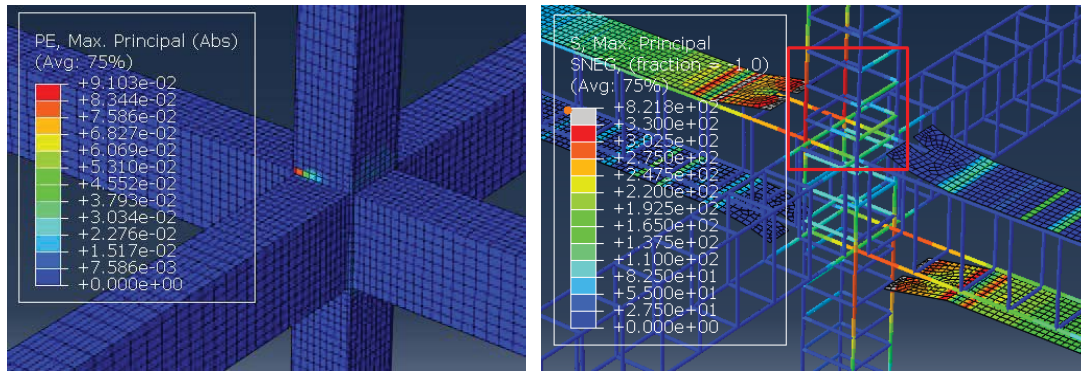 PE, Max. Principal (Abs)
(Avg: 75%)
+9.103e-02
+8.344e-02
+7.586e-02
+6.827e-02
+6.069e-02
+5.310e-02
+4.552e-02
+3.793e-02
+3.034e-02
+2.276e-02
+1.517e-02
+7.586e-03
+0.000e+00
S, Max. Principal
SNEG, (fraction = -1.0)
(Avg: 75%)
+8.218e+02
+3.300e+02
+3.025e+02
+2.750e+02
+2.475e+02
+2.200e+02
+1.925e+02
+1.650e+02
+1.375e+02
+1.100e+02
+8.250e+01
+5.500e+01
+2.750e+01
+0.000e+00